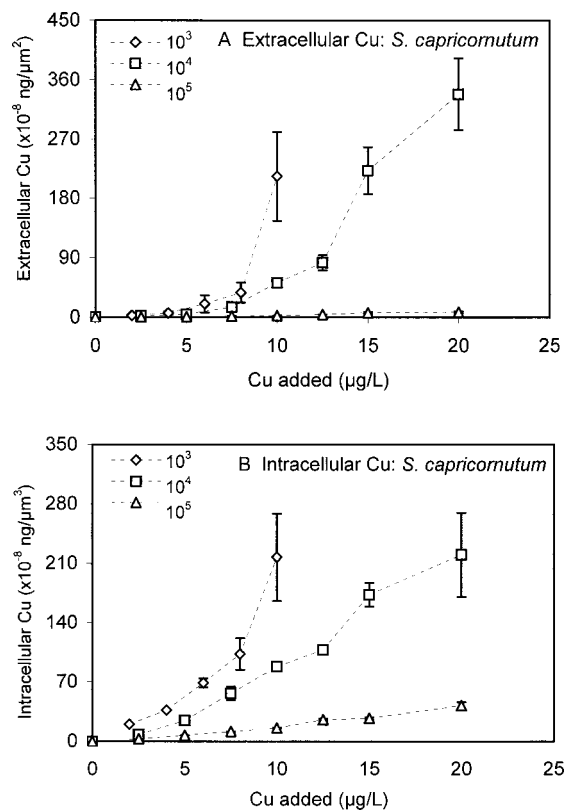 A Extracellular Cu: S. capricornutum
10³
10⁴
10⁵
450
360
270
180
90
0
Extracellular Cu (x10⁻⁸ ng/µm²)
0 5 10 15 20 25
Cu added (µg/L)
B Intracellular Cu: S. capricornutum
10³
10⁴
10⁵
350
280
210
140
70
0
Intracellular Cu (x10⁻⁸ ng/µm³)
0 5 10 15 20 25
Cu added (µg/L)